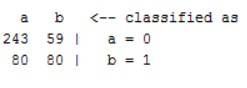 a b <-- classified as
243 59 | a = 0
80 80 | b = 1